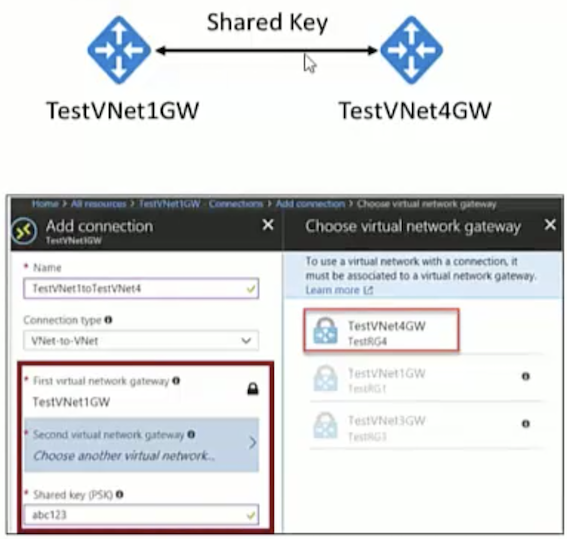 Shared Key
TestVNet1GW
TestVNet4GW
Home > All resources > TestVNet1GW - Connections > Add connection > Choose virtual network gateway
Add connection
TestVNet1GW
* Name
TestVNet1toTestVNet4
Connection type
VNet-to-VNet
* First virtual network gateway
TestVNet1GW
* Second virtual network gateway
Choose another virtual network...
* Shared key (PSK)
abc123
Choose virtual network gateway
To use a virtual network with a connection, it
must be associated to a virtual network gateway.
Learn more
TestVNet4GW
TestRG4
TestVNet1GW
TestRG1
TestVNet3GW
TestRG3